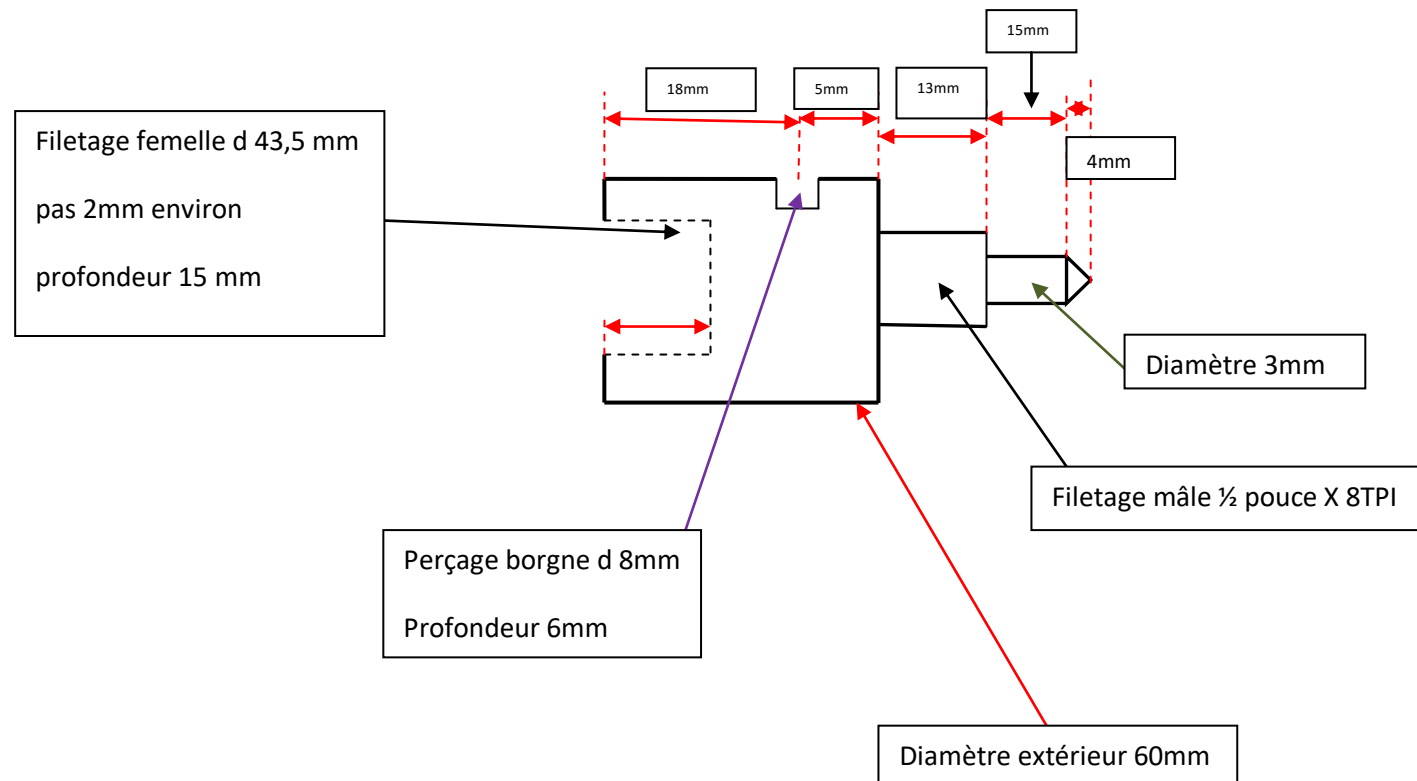 15mm
18mm
5mm
13mm
4mm
Filetage femelle d 43,5 mm
pas 2mm environ
profondeur 15 mm
Diamètre 3mm
Filetage mâle ½ pouce X 8TPI
Perçage borgne d 8mm
Profondeur 6mm
Diamètre extérieur 60mm